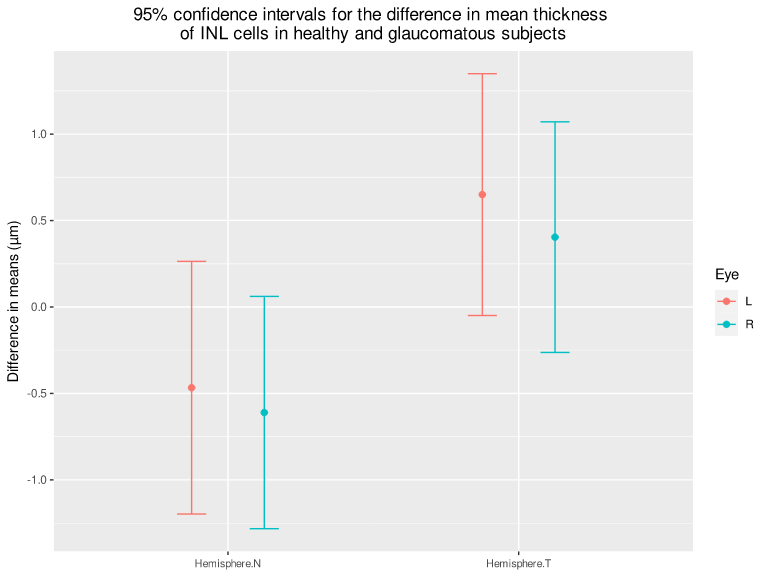 95% confidence intervals for the difference in mean thickness
of INL cells in healthy and glaucomatous subjects
Difference in means (µm)
1.0
0.5
0.0
-0.5
-1.0
Hemisphere.N
Hemisphere.T
Eye
L
R